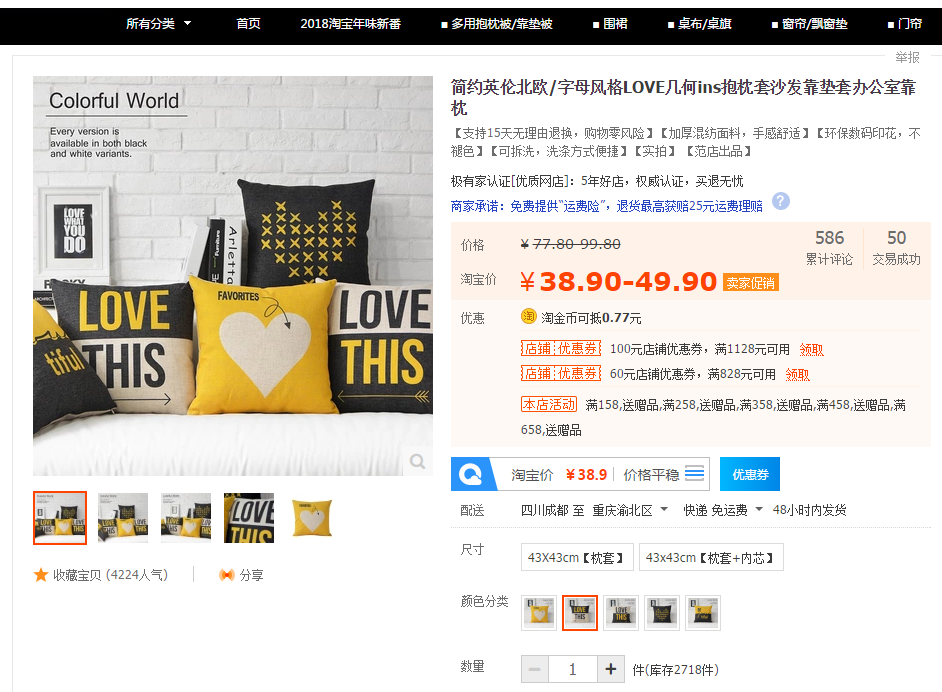 所有分类 首页 2018淘宝年味新番 ■ 多用抱枕被/靠垫被 ■ 围裙 ■ 桌布/桌旗 ■ 窗帘/飘窗垫 ■ 门帘
举报
Colorful World
Every version is
available in both black
and white variants.
LOVE
WHAT
YOU
DO
Furniture
Arletta
LOVE
THIS
FAVORITES
LOVE
THIS
tiful
收藏宝贝 (4224人气) 分享
简约英伦北欧/字母风格LOVE几何ins抱枕套沙发靠垫套办公室靠
枕
【支持15天无理由退换，购物零风险】【加厚混纺面料，手感舒适】【环保数码印花，不
褪色】【可拆洗，洗涤方式便捷】【实拍】【范店出品】
极有家认证[优质网店]：5年好店，权威认证，买退无忧
商家承诺：免费提供“运费险”，退货最高获赔25元运费理赔 ?
价格 ¥ 77.80-99.80
586 50
累计评论 交易成功
淘宝价 ¥ 38.90-49.90 卖家促销
优惠 淘 淘金币可抵0.77元
店铺 优惠券 100元店铺优惠券，满1128元可用 领取
店铺 优惠券 60元店铺优惠券，满828元可用 领取
本店活动 满158,送赠品,满258,送赠品,满358,送赠品,满458,送赠品,满
658,送赠品
淘宝价 ¥38.9 价格平稳 优惠券
配送 四川成都 至 重庆渝北区 快递 免运费 48小时内发货
尺寸 43X43cm【枕套】 43x43cm【枕套+内芯】
颜色分类
数量 − 1 + 件(库存2718件)